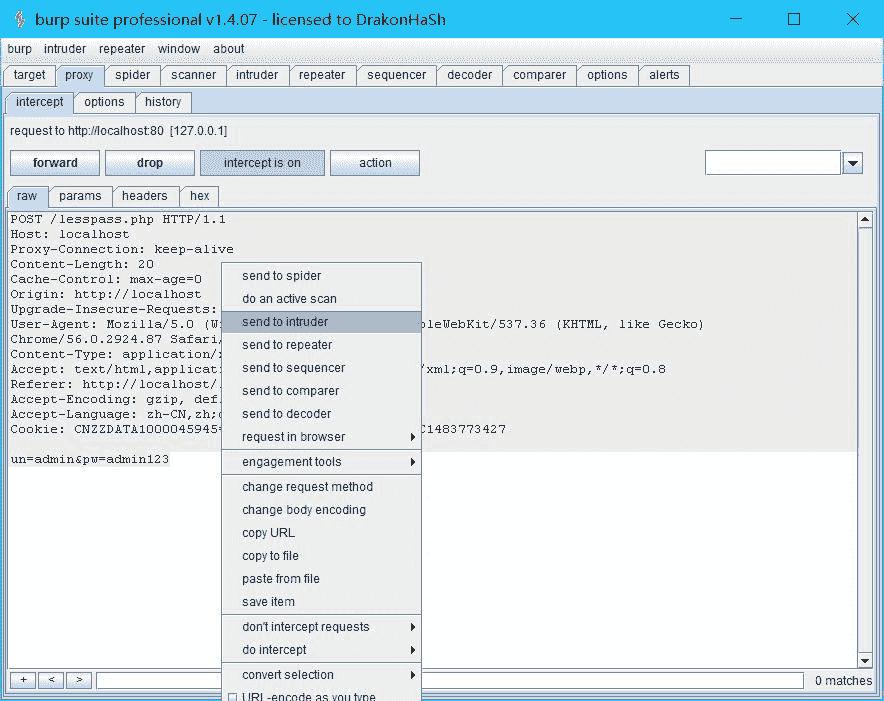 burp suite professional v1.4.07 - licensed to DrakonHaSh
burp intruder repeater window about
target proxy spider scanner intruder repeater sequencer decoder comparer options alerts
intercept options history
request to http://localhost:80 [127.0.0.1]
forward drop intercept is on action
raw params headers hex
POST /lesspass.php HTTP/1.1
Host: localhost
Proxy-Connection: keep-alive
Content-Length: 20
Cache-Control: max-age=0
Origin: http://localhost
Upgrade-Insecure-Requests:
User-Agent: Mozilla/5.0 (Wi pleWebKit/537.36 (KHTML, like Gecko)
Chrome/56.0.2924.87 Safari/
Content-Type: application/
Accept: text/html,applicatio /xml;q=0.9,image/webp,*/*;q=0.8
Referer: http://localhost/
Accept-Encoding: gzip, def
Accept-Language: zh-CN,zh;
Cookie: CNZZDATA1000045945= C1483773427
un=admin&pw=admin123
send to spider
do an active scan
send to intruder
send to repeater
send to sequencer
send to comparer
send to decoder
request in browser
engagement tools
change request method
change body encoding
copy URL
copy to file
paste from file
save item
don't intercept requests
do intercept
convert selection
URL-encode as you type
+ < > 0 matches